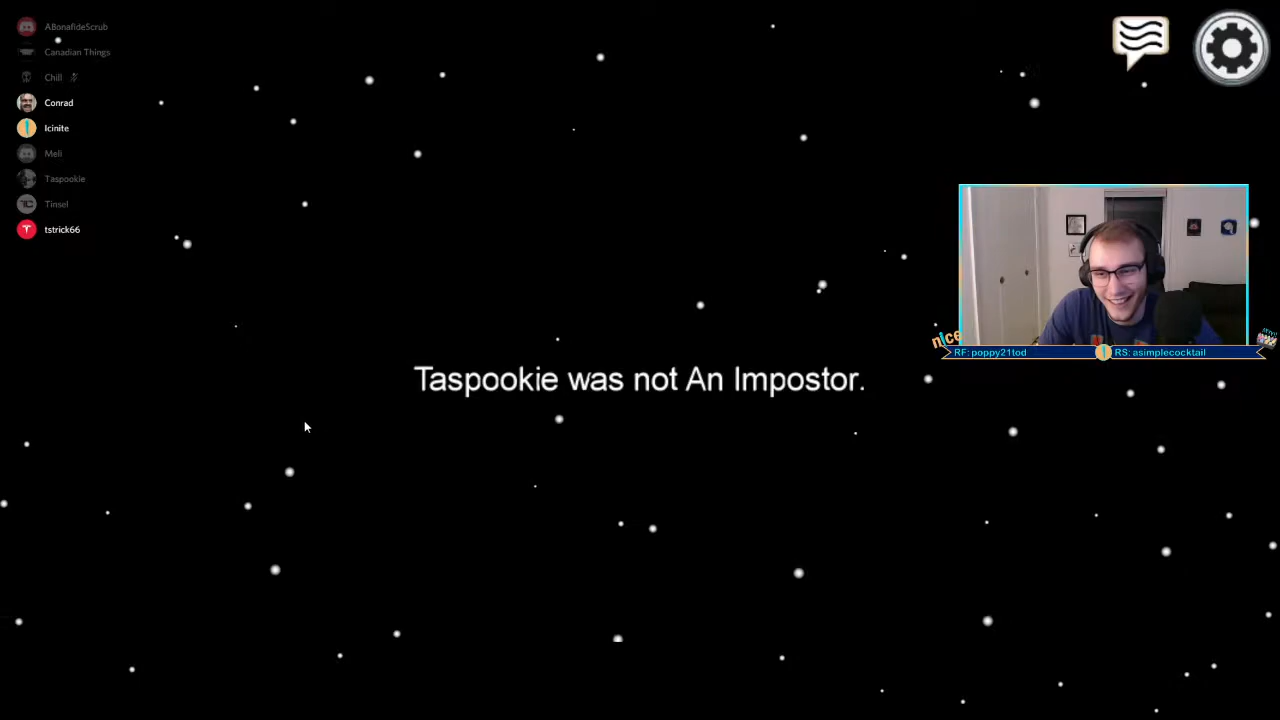 ABonafideScrub
Canadian Things
Chill
Conrad
Icinite
Meli
Taspookie
Tinsel
tstrick66
Taspookie was not An Impostor.
nice
RF: poppy21tod
RS: asimplecocktail